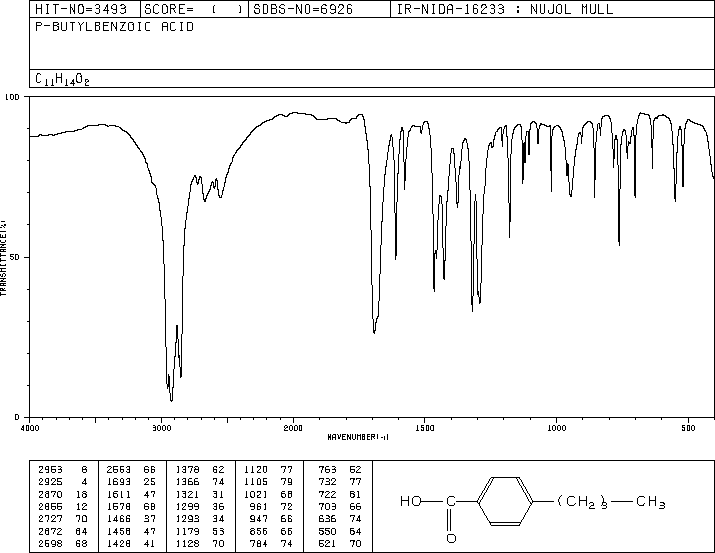 HIT-NO=3493 SCORE= ( ) SDBS-NO=6926 IR-NIDA-16233 : NUJOL MULL
P-BUTYLBENZOIC ACID
C11H14O2
100
50
0
TRANSMITTANCE(%)
4000 3000 2000 1500 1000 500
WAVENUMBER(-1)
2953 6 2553 66 1378 62 1120 77 763 52
2925 4 1693 25 1366 74 1105 79 732 77
2870 18 1611 47 1321 31 1021 68 722 81
2855 12 1576 68 1299 36 961 72 703 66
2727 70 1466 37 1293 34 947 66 636 74
2672 64 1458 47 1179 53 856 66 550 64
2598 68 1428 41 1128 70 784 74 521 70
HO C (CH2)3 CH3
O